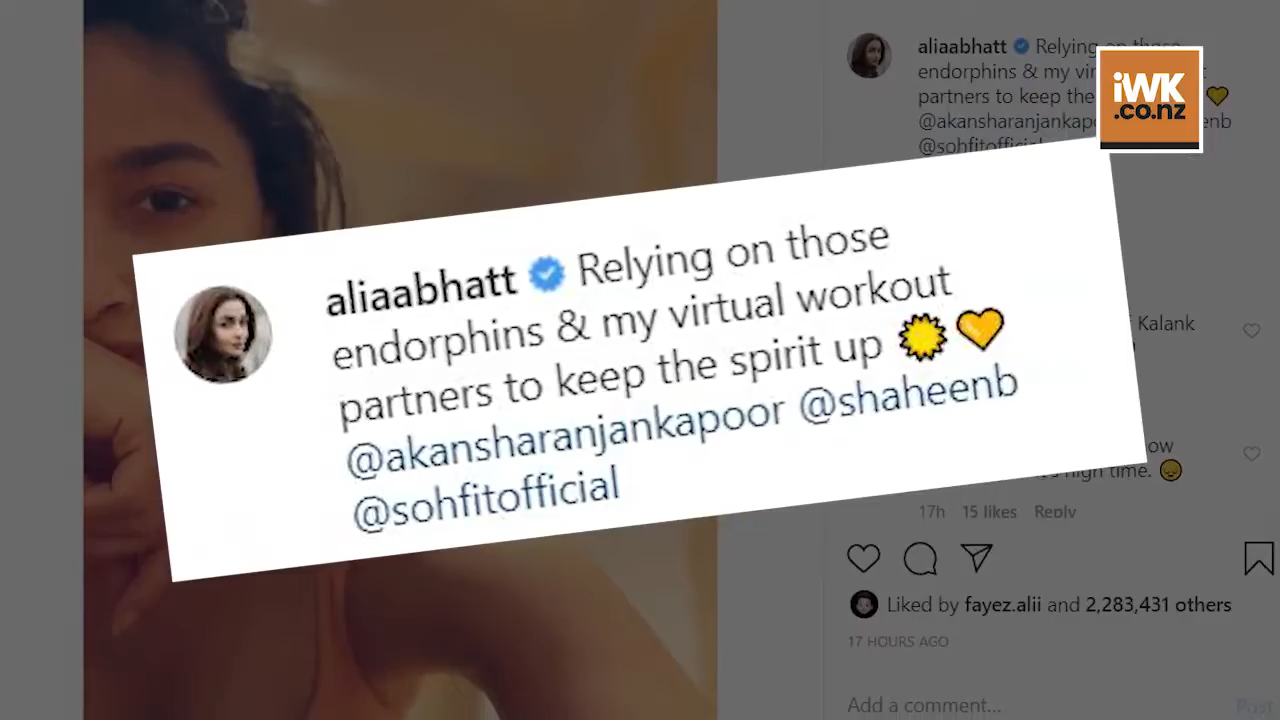 aliaabhatt Relying on those
endorphins & my vir
partners to keep the
@akansharanjankapo enb
@sohfitofficial
iWK
.co.nz
aliaabhatt Relying on those
endorphins & my virtual workout
partners to keep the spirit up
@akansharanjankapoor @shaheenb
@sohfitofficial
Kalank
high time.
17h 15 likes Reply
Liked by fayez.alii and 2,283,431 others
17 HOURS AGO
Add a comment...
Post